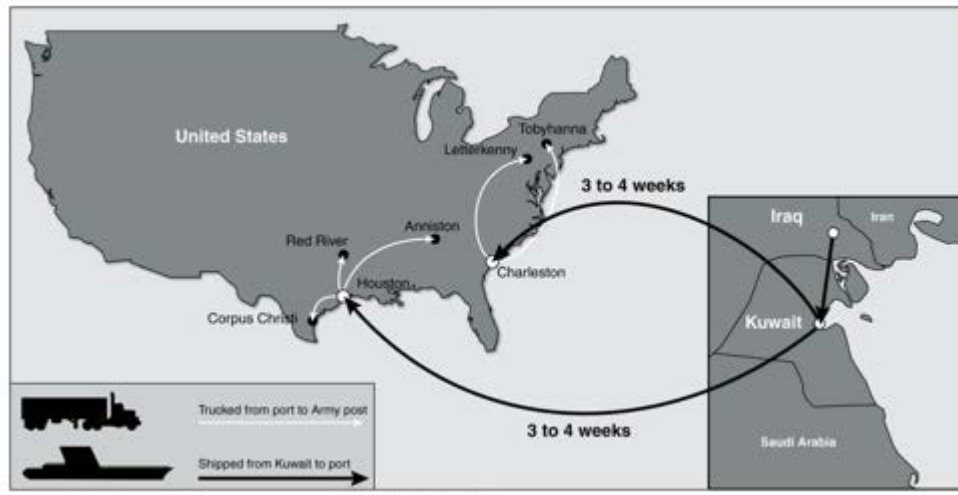 Tobyhanna
United States
Letterkenny
3 to 4 weeks
Iraq
Iran
Anniston
Red River
Charleston
Houston
Corpus Christi
Kuwait
Trucked from port to Army post
3 to 4 weeks
Saudi Arabia
Shipped from Kuwait to port